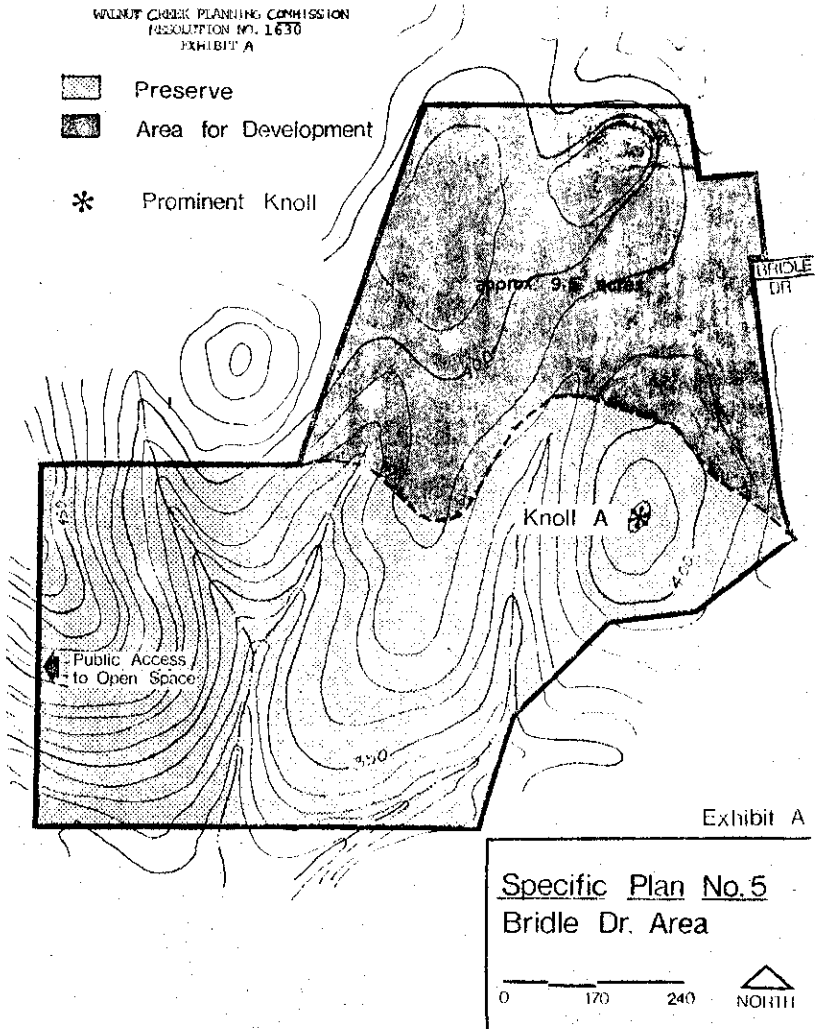 WALNUT CREEK PLANNING COMMISSION
RESOLUTION NO. 1630
EXHIBIT A
Preserve
Area for Development
* Prominent Knoll
approx. acres
BRIDLE
DR
400
Knoll A
450
400
Public Access
to Open Space
350
Exhibit A
Specific Plan No. 5
Bridle Dr. Area
0 170 240
NORTH